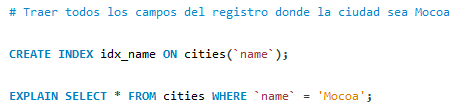 # Traer todos los campos del registro donde la ciudad sea Mocoa
CREATE INDEX idx_name ON cities(`name`);
EXPLAIN SELECT * FROM cities WHERE `name` = 'Mocoa';